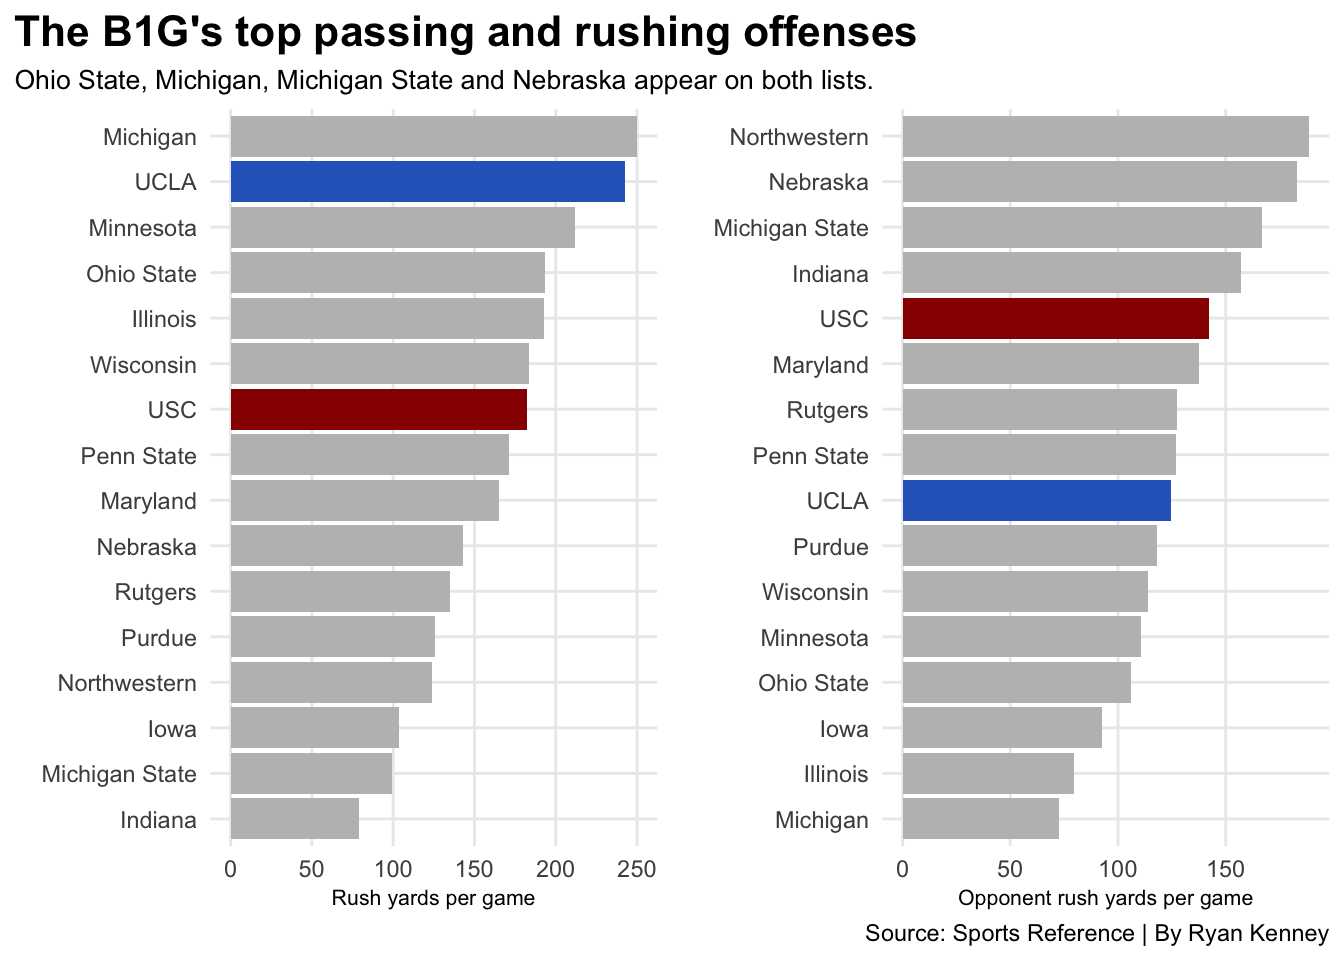 The B1G's top passing and rushing offenses
Ohio State, Michigan, Michigan State and Nebraska appear on both lists.
Michigan
UCLA
Minnesota
Ohio State
Illinois
Wisconsin
USC
Penn State
Maryland
Nebraska
Rutgers
Purdue
Northwestern
Iowa
Michigan State
Indiana
0 50 100 150 200 250
Rush yards per game
Northwestern
Nebraska
Michigan State
Indiana
USC
Maryland
Rutgers
Penn State
UCLA
Purdue
Wisconsin
Minnesota
Ohio State
Iowa
Illinois
Michigan
0 50 100 150
Opponent rush yards per game
Source: Sports Reference | By Ryan Kenney